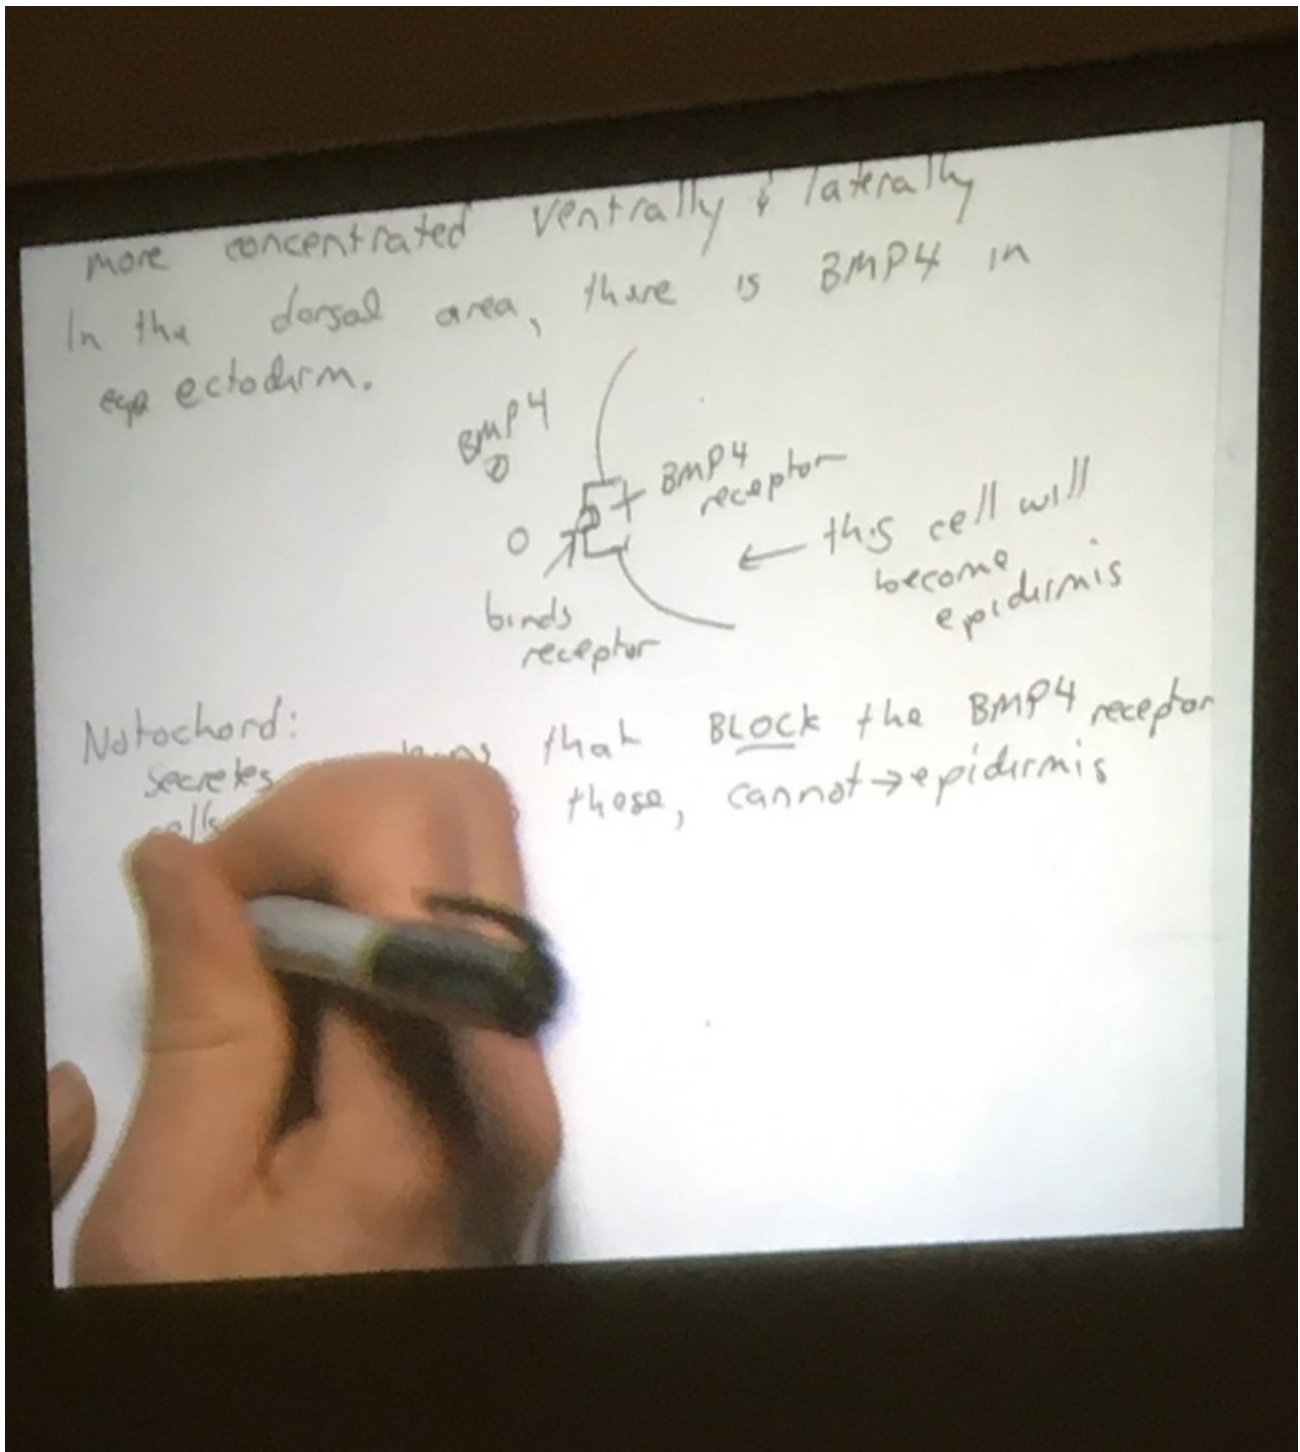 more concentrated ventrally & laterally
In the dorsal area, there is BMP4 in
ectoderm.
BMP4
BMP4
receptor
this cell will
become
epidermis
binds
receptor
Notochord:
secretes that BLOCK the BMP4 receptor
cells these, cannot → epidermis